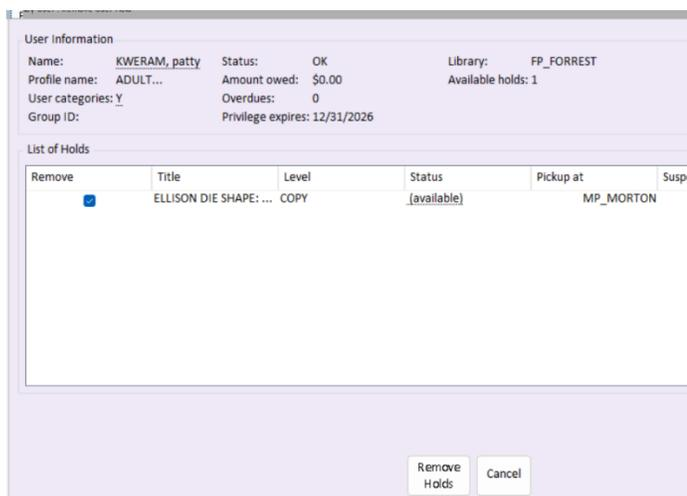 User Information
Name: KWERAM, patty Status: OK Library: FP_FORREST
Profile name: ADULT... Amount owed: $0.00 Available holds: 1
User categories: Y Overdues: 0
Group ID: Privilege expires: 12/31/2026
List of Holds
Remove Title Level Status Pickup at Susp
ELLISON DIE SHAPE: ... COPY (available) MP_MORTON
Remove Cancel
Holds